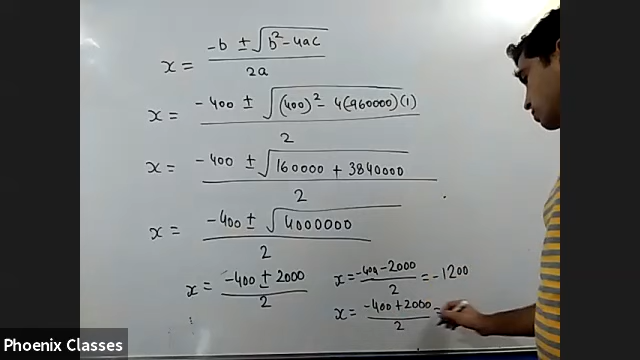 x = -b ± √b² - 4ac / 2a
x = -400 ± √(400)² - 4(960000)(1) / 2
x = -400 ± √160000 + 3840000 / 2
x = -400 ± √4000000 / 2
x = -400 ± 2000 / 2
x = -400 - 2000 / 2 = -1200
x = -400 + 2000 / 2 =
Phoenix Classes